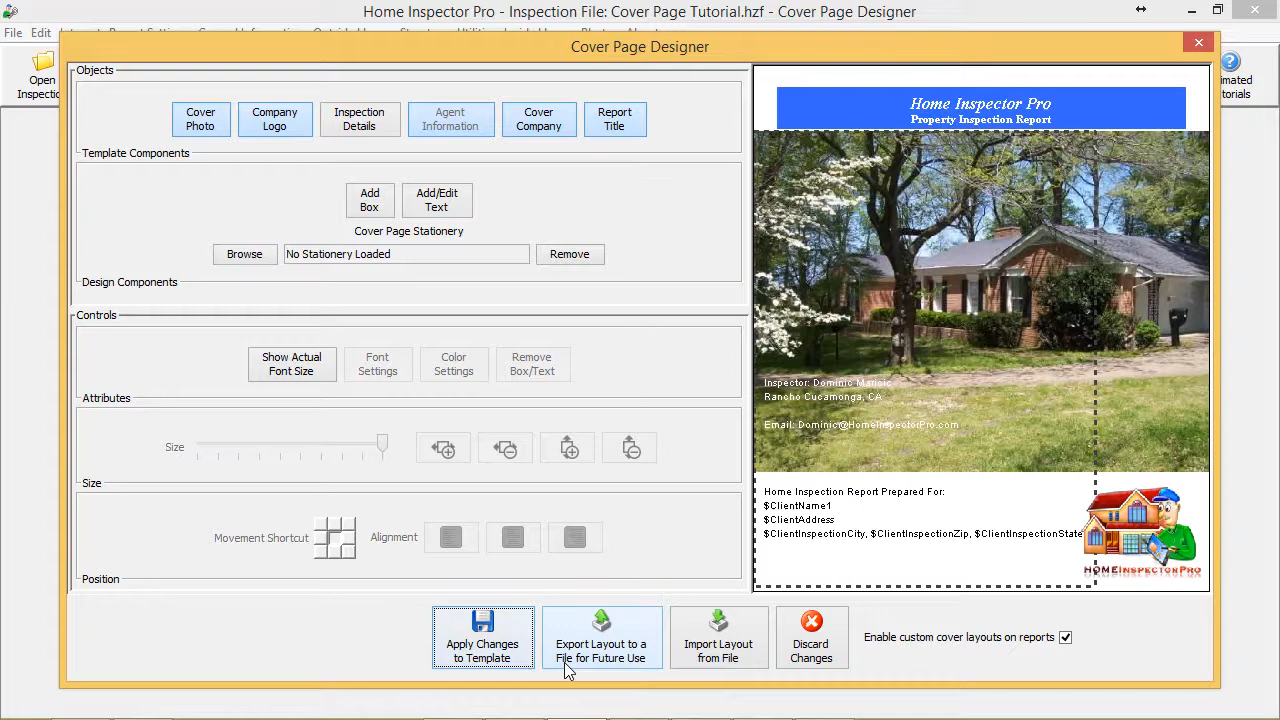 Home Inspector Pro - Inspection File: Cover Page Tutorial.hzf - Cover Page Designer
File Edit
Cover Page Designer
Open
Inspectio
Objects
Cover
Photo
Company
Logo
Inspection
Details
Agent
Information
Cover
Company
Report
Title
Template Components
Add
Box
Add/Edit
Text
Cover Page Stationery
Browse
No Stationery Loaded
Remove
Design Components
Controls
Show Actual
Font Size
Font
Settings
Color
Settings
Remove
Box/Text
Attributes
Size
Size
Movement Shortcut
Alignment
Position
Home Inspector Pro
Property Inspection Report
Inspector: Dominic Maricic
Rancho Cucamonga, CA
Email: Dominic@HomeInspectorPro.com
Home Inspection Report Prepared For:
$ClientName1
$ClientAddress
$ClientInspectionCity, $ClientInspectionZip, $ClientInspectionState
HOMEINSPECTORPRO
imated
torials
Apply Changes
to Template
Export Layout to a
File for Future Use
Import Layout
from File
Discard
Changes
Enable custom cover layouts on reports